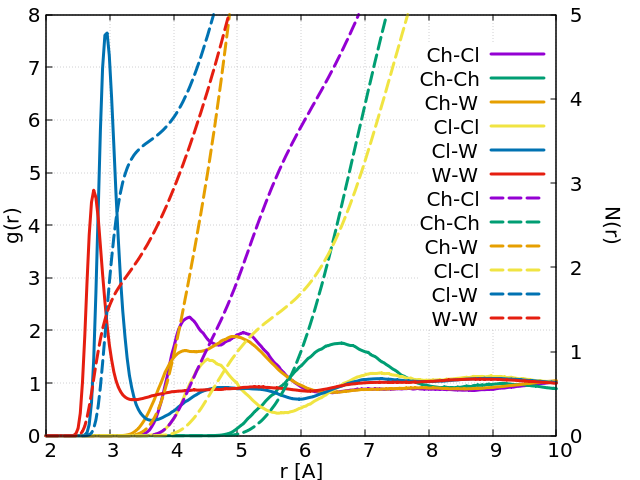 8
7
6
5
4
3
2
1
0
g(r)
5
4
3
2
1
0
N(r)
Ch-Cl
Ch-Ch
Ch-W
Cl-Cl
Cl-W
W-W
Ch-Cl
Ch-Ch
Ch-W
Cl-Cl
Cl-W
W-W
2 3 4 5 6 7 8 9 10
r [A]